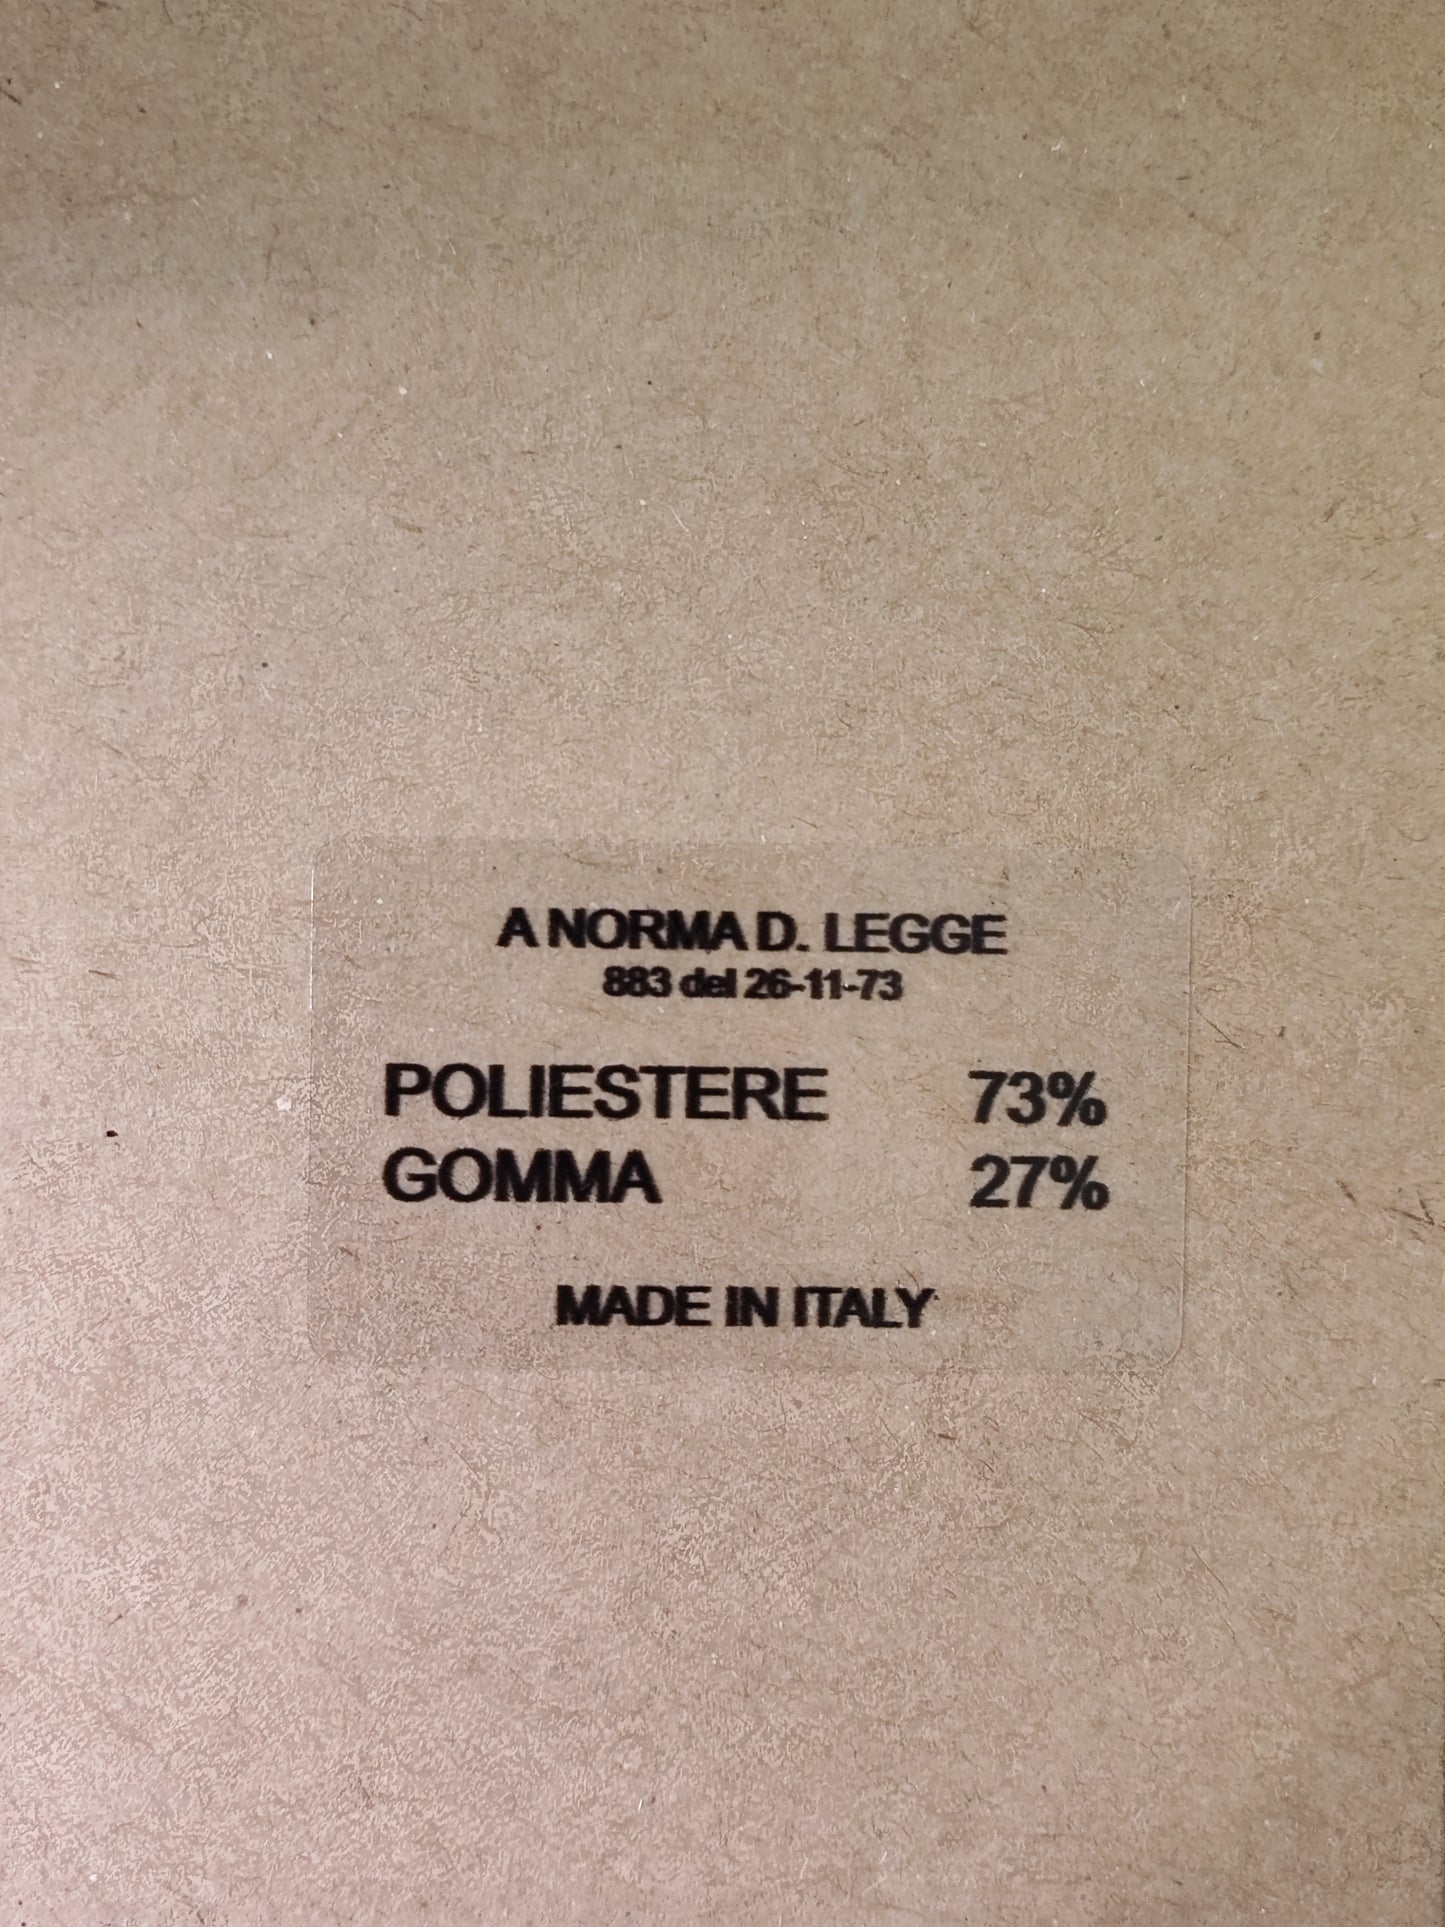 A NORMA D. LEGGE
883 del 26-11-73
POLIESTERE 73%
GOMMA 27%
MADE IN ITALY